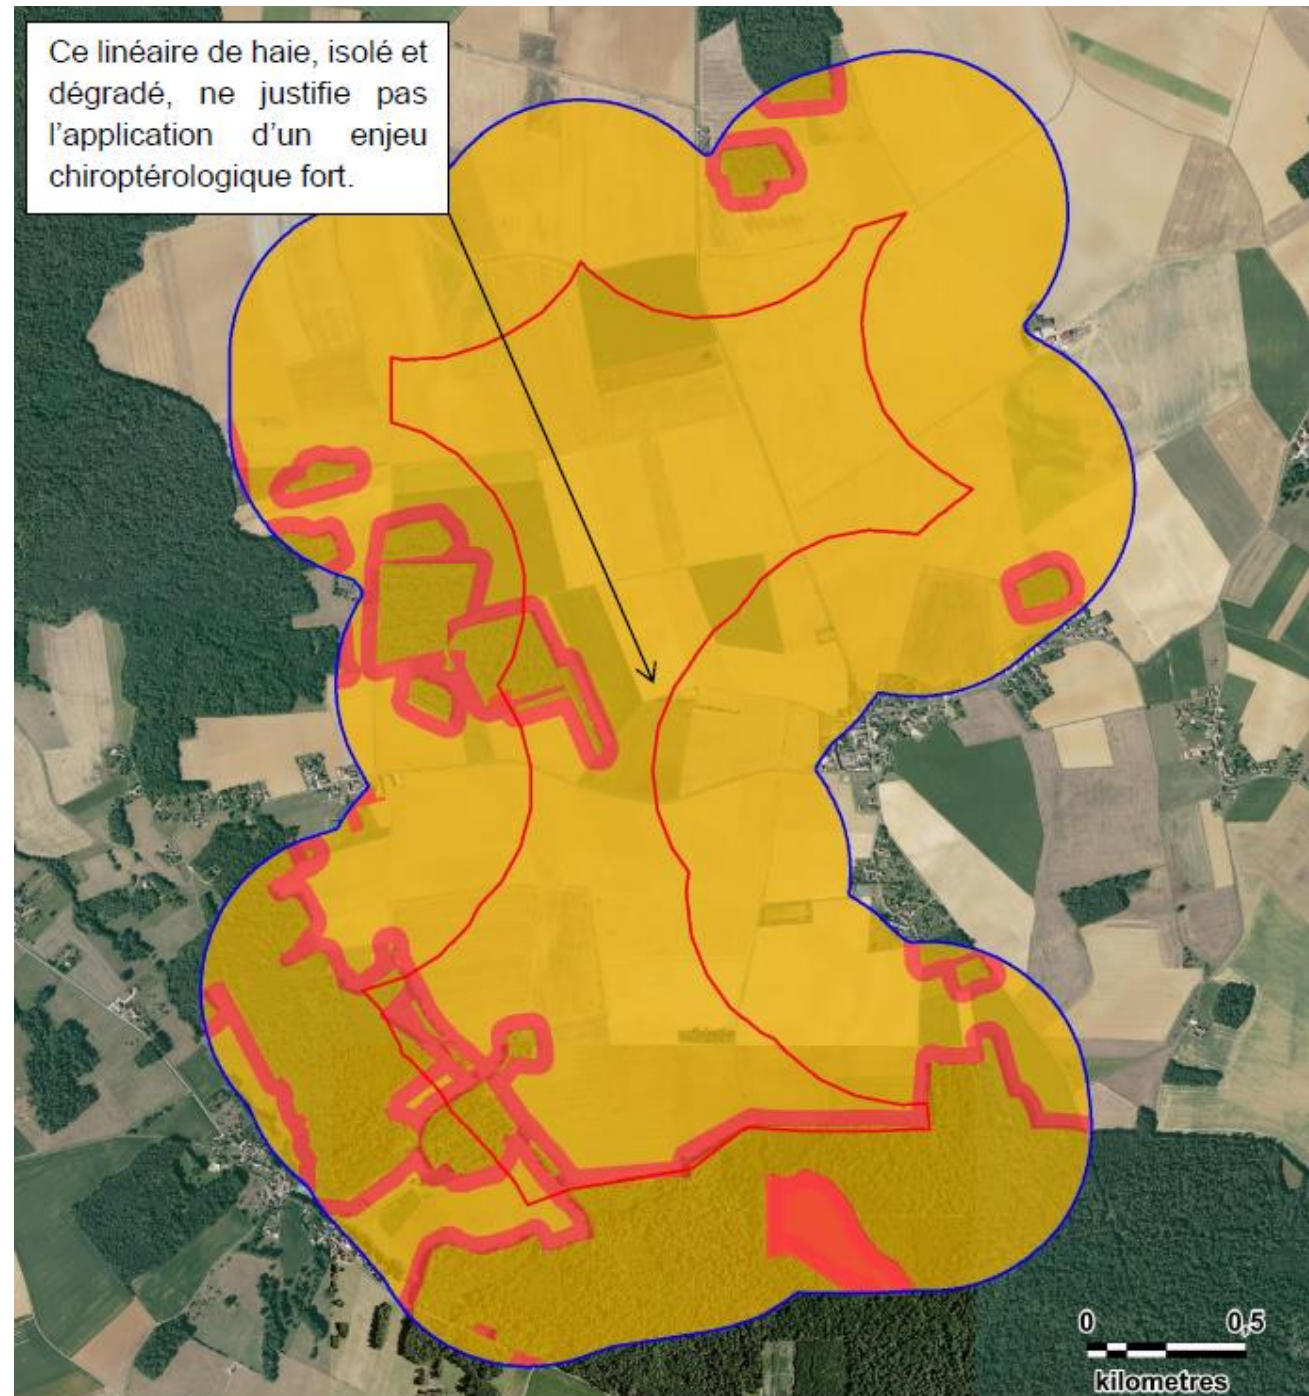 Ce linéaire de haie, isolé et
dégradé, ne justifie pas
l'application d'un enjeu
chiroptérologique fort.
0 0,5
kilometres